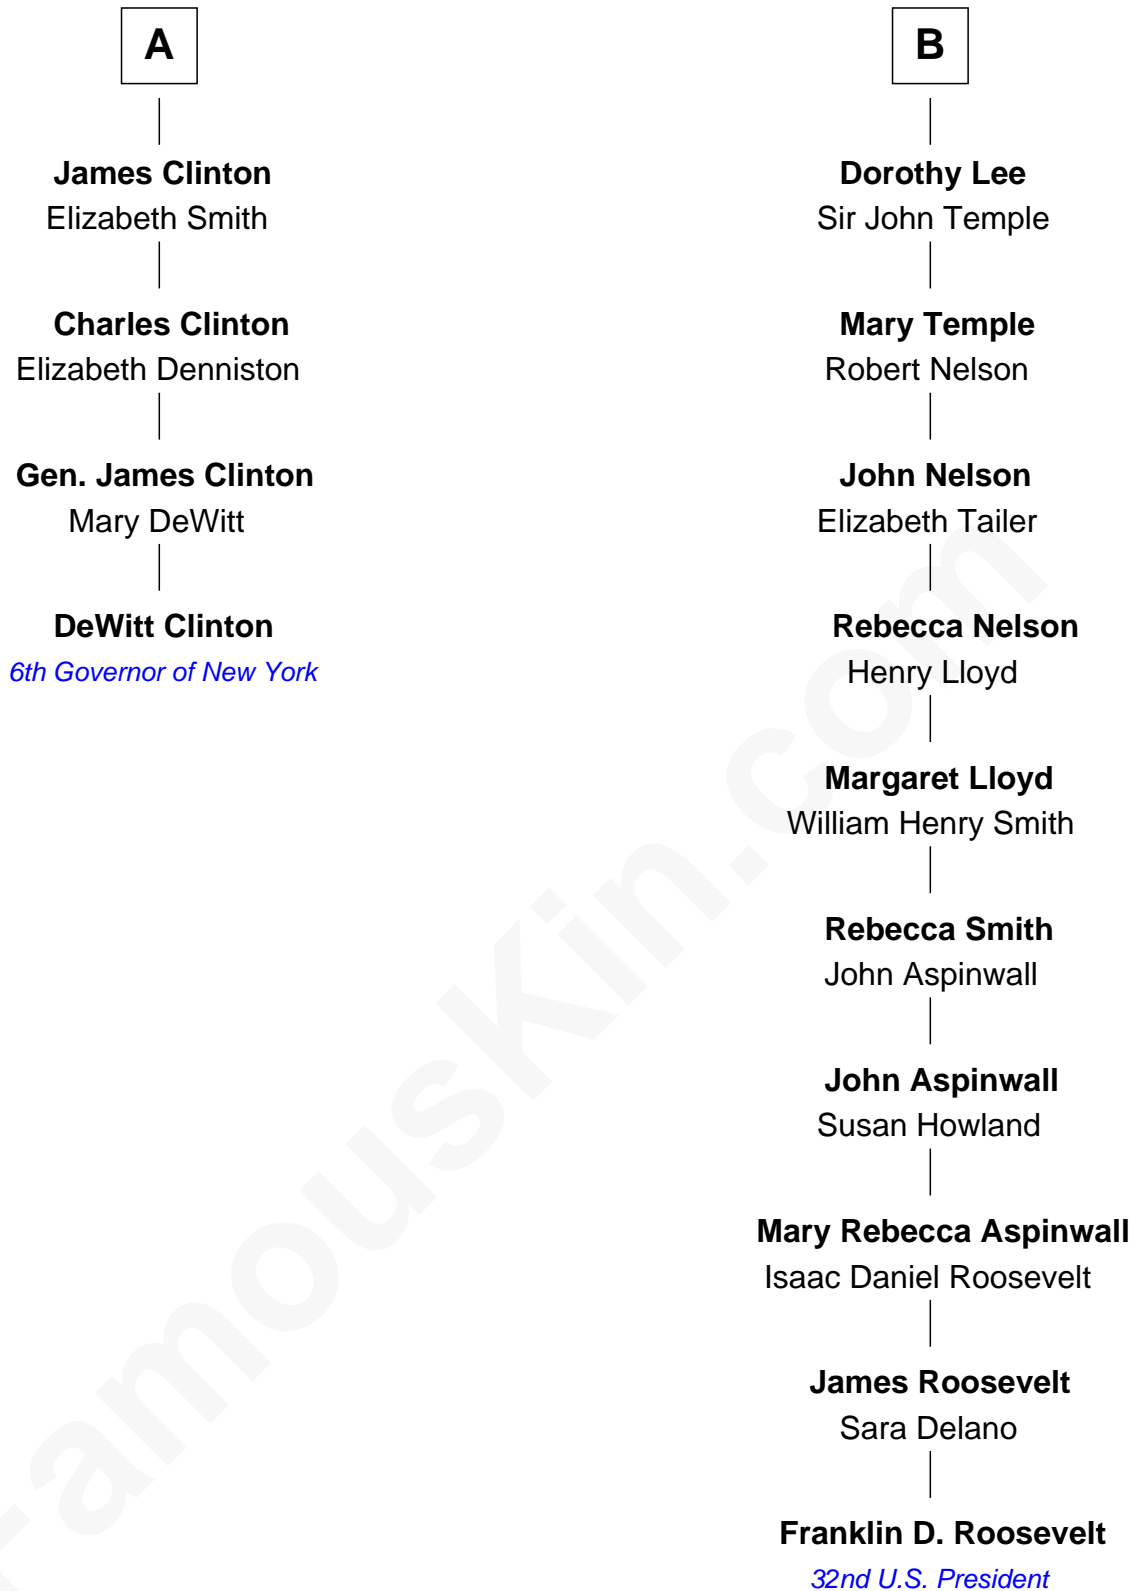 A
James Clinton
Elizabeth Smith
Charles Clinton
Elizabeth Denniston
Gen. James Clinton
Mary DeWitt
DeWitt Clinton
6th Governor of New York
B
Dorothy Lee
Sir John Temple
Mary Temple
Robert Nelson
John Nelson
Elizabeth Tailer
Rebecca Nelson
Henry Lloyd
Margaret Lloyd
William Henry Smith
Rebecca Smith
John Aspinwall
John Aspinwall
Susan Howland
Mary Rebecca Aspinwall
Isaac Daniel Roosevelt
James Roosevelt
Sara Delano
Franklin D. Roosevelt
32nd U.S. President
FamousKin.com